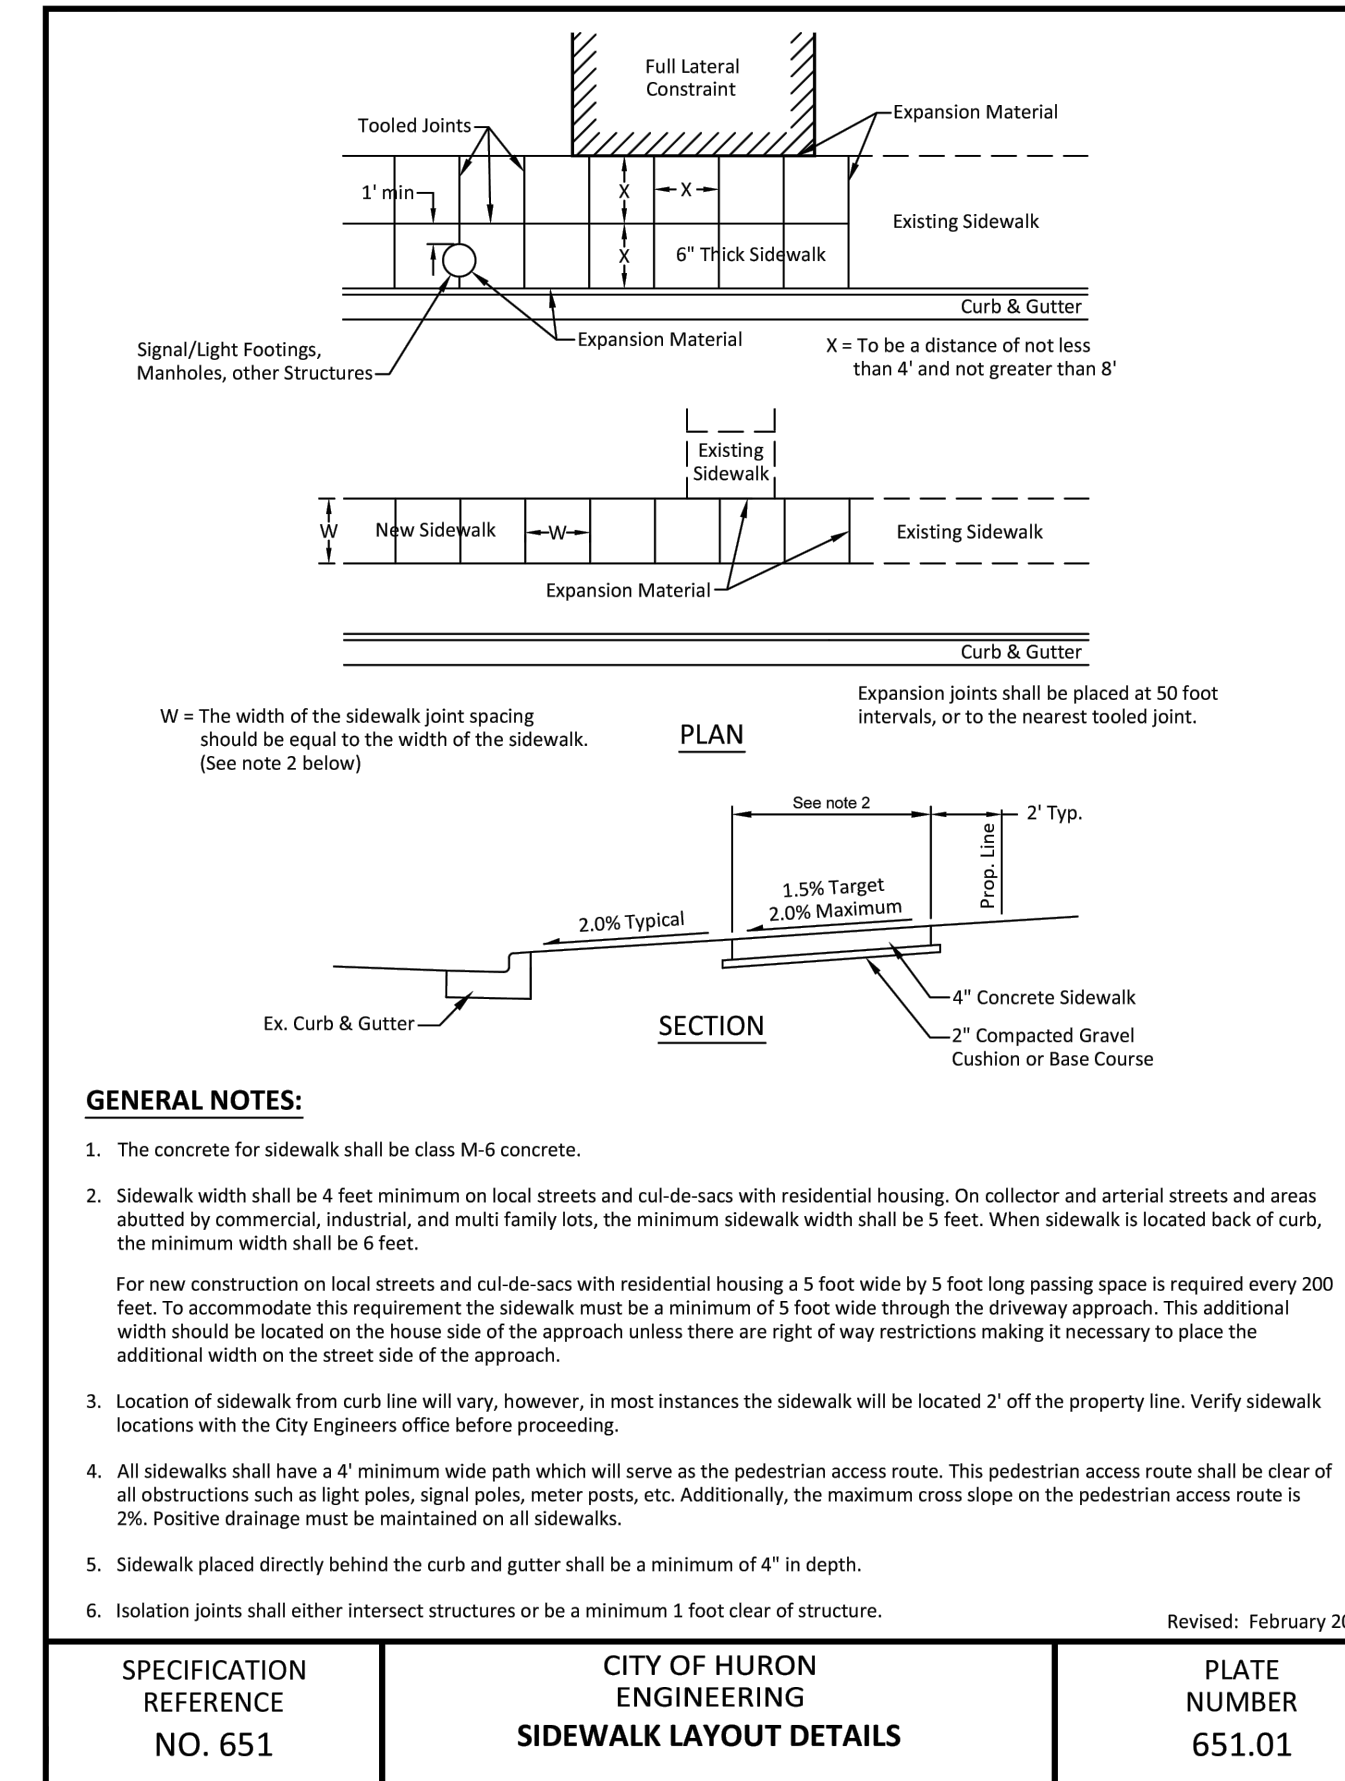 Full Lateral
Constraint
Tooled Joints
Expansion Material
1' min
X
X
Existing Sidewalk
X
6" Thick Sidewalk
Curb & Gutter
Expansion Material
Signal/Light Footings,
Manholes, other Structures
X = To be a distance of not less
than 4' and not greater than 8'
Existing
Sidewalk
W
New Sidewalk
W
Existing Sidewalk
Expansion Material
Curb & Gutter
Expansion joints shall be placed at 50 foot
intervals, or to the nearest tooled joint.
W = The width of the sidewalk joint spacing
should be equal to the width of the sidewalk.
(See note 2 below)
PLAN
See note 2
2' Typ.
Prop. Line
1.5% Target
2.0% Maximum
2.0% Typical
4" Concrete Sidewalk
Ex. Curb & Gutter
SECTION
2" Compacted Gravel
Cushion or Base Course
GENERAL NOTES:
1. The concrete for sidewalk shall be class M-6 concrete.
2. Sidewalk width shall be 4 feet minimum on local streets and cul-de-sacs with residential housing. On collector and arterial streets and areas
abutted by commercial, industrial, and multi family lots, the minimum sidewalk width shall be 5 feet. When sidewalk is located back of curb,
the minimum width shall be 6 feet.
For new construction on local streets and cul-de-sacs with residential housing a 5 foot wide by 5 foot long passing space is required every 200
feet. To accommodate this requirement the sidewalk must be a minimum of 5 foot wide through the driveway approach. This additional
width should be located on the house side of the approach unless there are right of way restrictions making it necessary to place the
additional width on the street side of the approach.
3. Location of sidewalk from curb line will vary, however, in most instances the sidewalk will be located 2' off the property line. Verify sidewalk
locations with the City Engineers office before proceeding.
4. All sidewalks shall have a 4' minimum wide path which will serve as the pedestrian access route. This pedestrian access route shall be clear of
all obstructions such as light poles, signal poles, meter posts, etc. Additionally, the maximum cross slope on the pedestrian access route is
2%. Positive drainage must be maintained on all sidewalks.
5. Sidewalk placed directly behind the curb and gutter shall be a minimum of 4" in depth.
6. Isolation joints shall either intersect structures or be a minimum 1 foot clear of structure.
Revised: February
SPECIFICATION
REFERENCE
NO. 651
CITY OF HURON
ENGINEERING
SIDEWALK LAYOUT DETAILS
PLATE
NUMBER
651.01